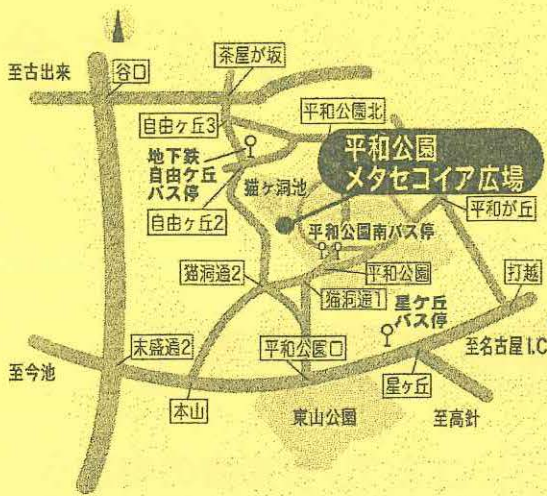 茶屋が坂
至古出来
谷口
平和公園北
自由ヶ丘3
地下鉄
自由ケ丘
バス停
平和公園
メタセコイア広場
猫ヶ洞池
自由ヶ丘2
平和が丘
平和公園南バス停
猫洞通2
平和公園
打越
猫洞通1
星ケ丘
バス停
末盛通2
平和公園口
至名古屋I.C
至今池
星ヶ丘
本山
東山公園
至高針